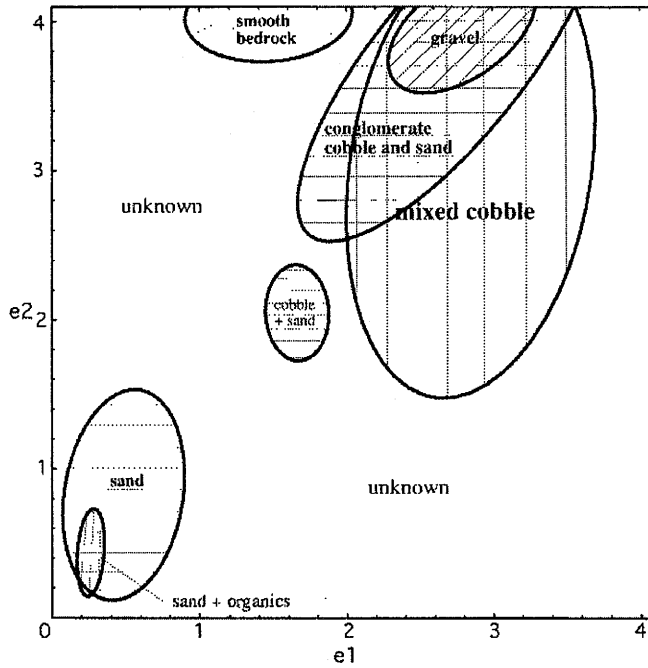 4
smooth
bedrock
gravel
conglomerate
cobble and sand
3
unknown
mixed cobble
e2
2
cobble
+ sand
1
sand
unknown
sand + organics
0
1
2
3
4
e1